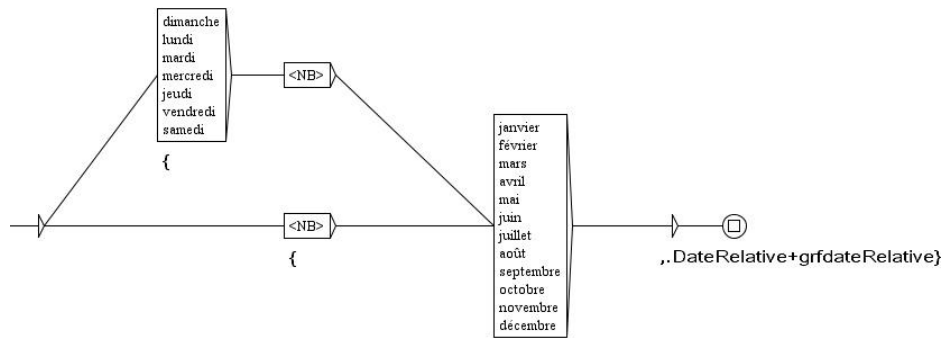 dimanche
lundi
mardi
mercredi
jeudi
vendredi
samedi
{
<NB>
<NB>
{
janvier
février
mars
avril
mai
juin
juillet
août
septembre
octobre
novembre
décembre
,.DateRelative+grfdateRelative}